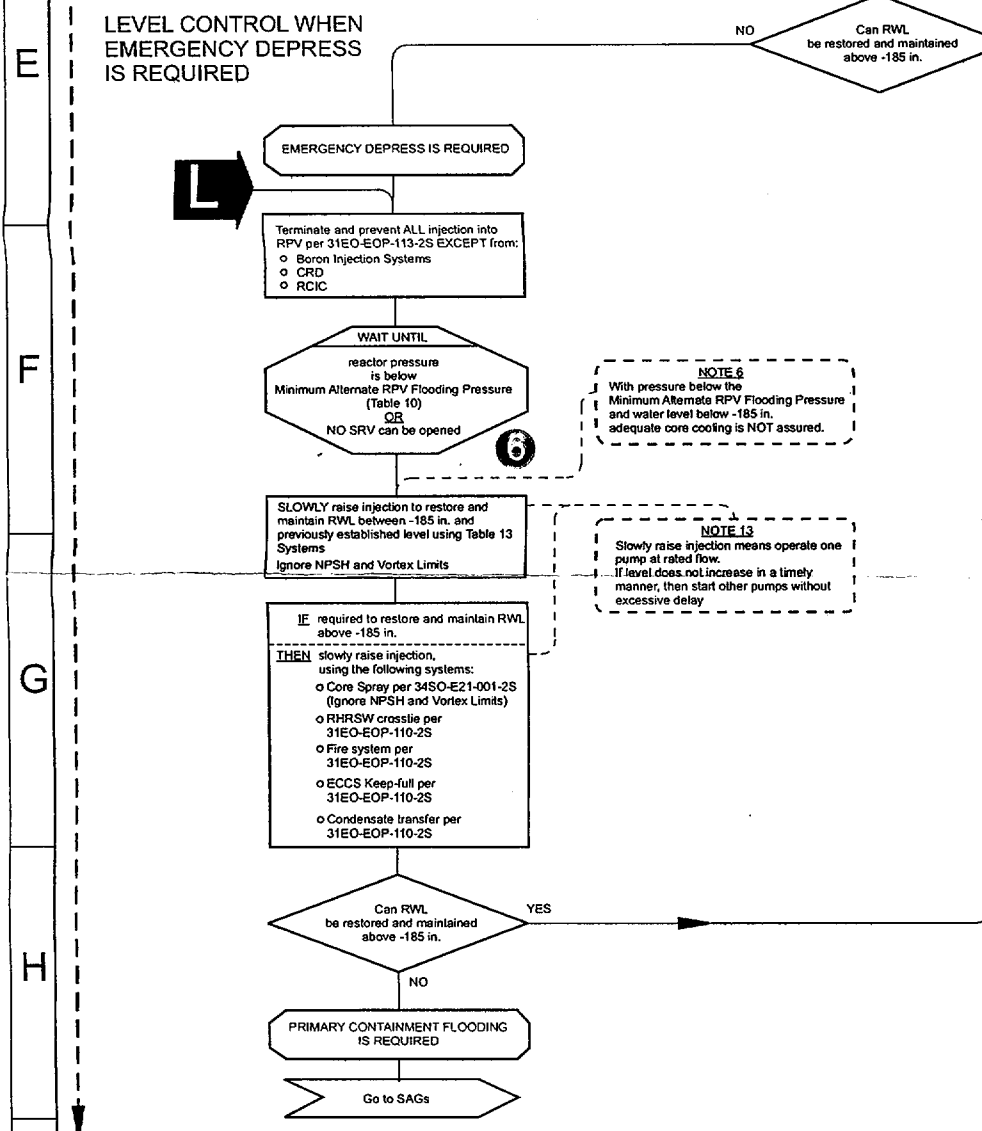 E
LEVEL CONTROL WHEN
EMERGENCY DEPRESS
IS REQUIRED
NO
Can RWL
be restored and maintained
above -185 in.
EMERGENCY DEPRESS IS REQUIRED
L
Terminate and prevent ALL injection into
RPV per 31EO-EOP-113-2S EXCEPT from:
o Boron Injection Systems
o CRD
o RCIC
F
WAIT UNTIL
reactor pressure
is below
Minimum Alternate RPV Flooding Pressure
(Table 10)
OR
NO SRV can be opened
6
NOTE 6
With pressure below the
Minimum Alternate RPV Flooding Pressure
and water level below -185 in.
adequate core cooling is NOT assured.
SLOWLY raise injection to restore and
maintain RWL between -185 in. and
previously established level using Table 13
Systems
Ignore NPSH and Vortex Limits
NOTE 13
Slowly raise injection means operate one
pump at rated flow.
If level does not increase in a timely
manner, then start other pumps without
excessive delay
G
IF required to restore and maintain RWL
above -185 in.
THEN slowly raise injection,
using the following systems:
o Core Spray per 34SO-E21-001-2S
(Ignore NPSH and Vortex Limits)
o RHRSW crosstie per
31EO-EOP-110-2S
o Fire system per
31EO-EOP-110-2S
o ECCS Keep-full per
31EO-EOP-110-2S
o Condensate transfer per
31EO-EOP-110-2S
H
Can RWL
be restored and maintained
above -185 in.
YES
NO
PRIMARY CONTAINMENT FLOODING
IS REQUIRED
Go to SAGs